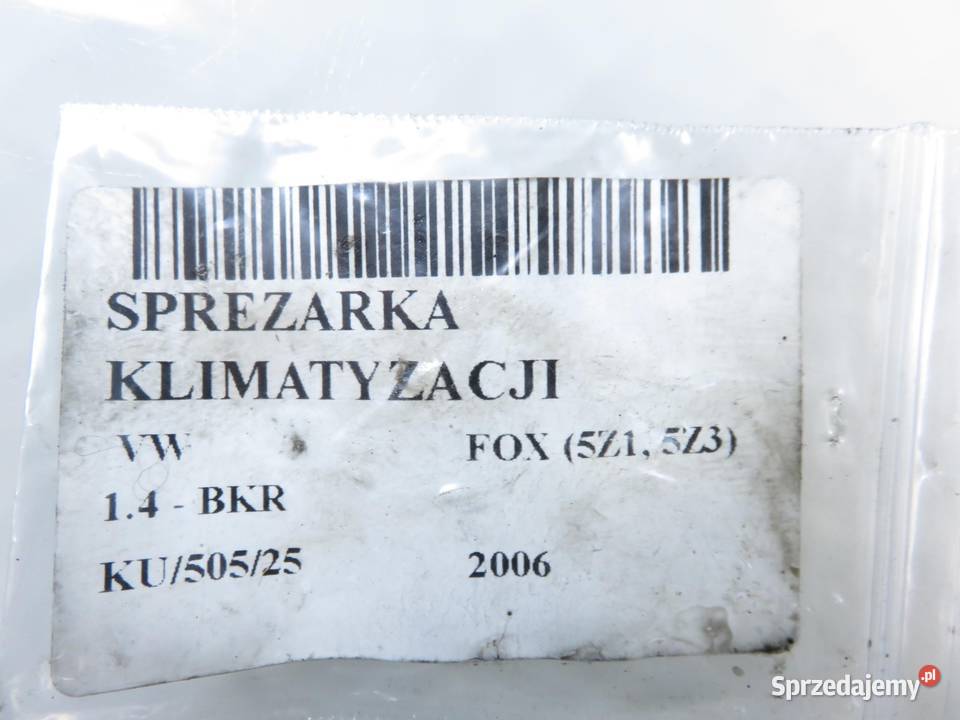 SPREZARKA
KLIMATYZACJI
VW FOX (5Z1, 5Z3)
1.4 - BKR
KU/505/25 2006
Sprzedajemy.pl